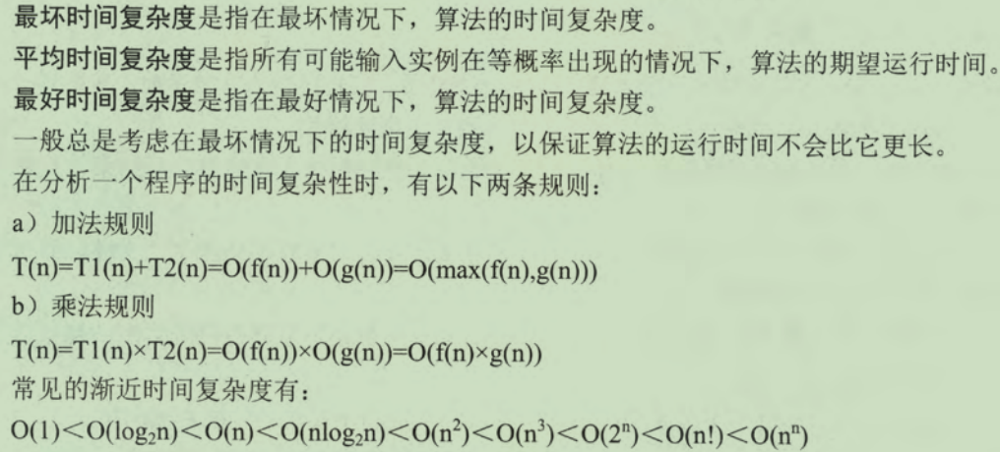 最坏时间复杂度是指在最坏情况下，算法的时间复杂度。
平均时间复杂度是指所有可能输入实例在等概率出现的情况下，算法的期望运行时间。
最好时间复杂度是指在最好情况下，算法的时间复杂度。
一般总是考虑在最坏情况下的时间复杂度，以保证算法的运行时间不会比它更长。
在分析一个程序的时间复杂性时，有以下两条规则：
a）加法规则
T(n)=T1(n)+T2(n)=O(f(n))+O(g(n))=O(max(f(n),g(n)))
b）乘法规则
T(n)=T1(n)×T2(n)=O(f(n))×O(g(n))=O(f(n)×g(n))
常见的渐近时间复杂度有：
O(1)＜O(log₂n)＜O(n)＜O(nlog₂n)＜O(n²)＜O(n³)＜O(2ⁿ)＜O(n!)＜O(nⁿ)